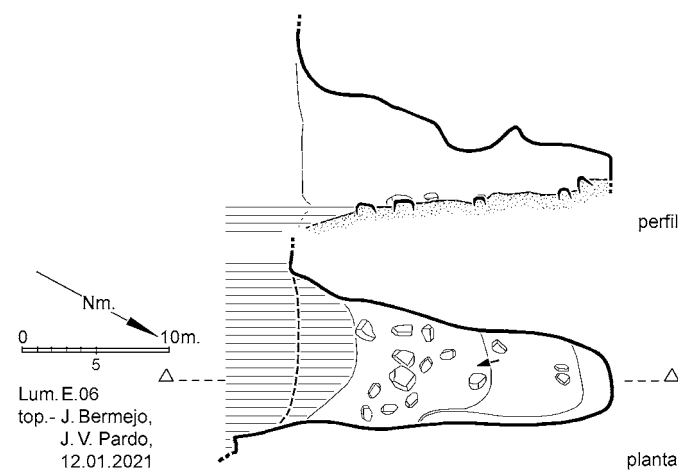 perfil
Nm.
0 10m.
5
Lum. E.06
top.- J. Bermejo,
J. V. Pardo,
12.01.2021
planta